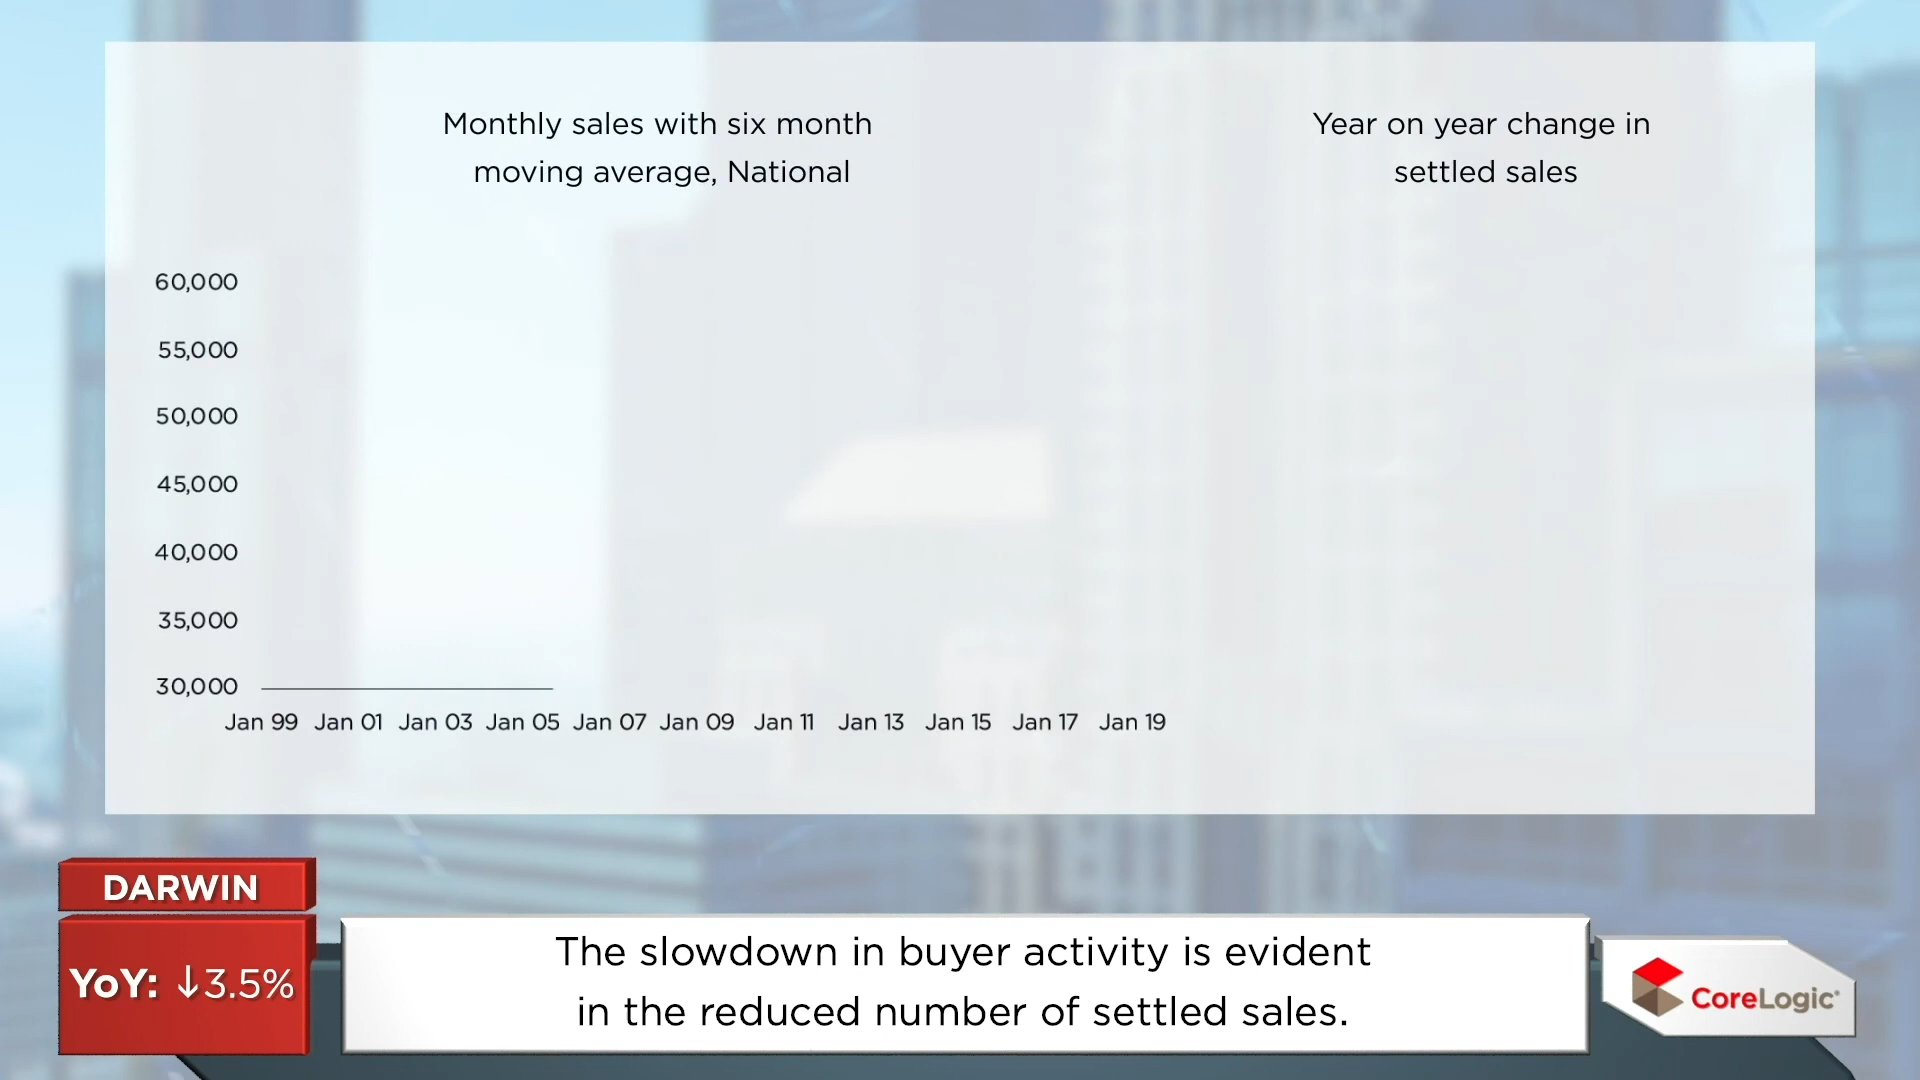 Monthly sales with six month
moving average, National
Year on year change in
settled sales
60,000
55,000
50,000
45,000
40,000
35,000
30,000
Jan 99 Jan 01 Jan 03 Jan 05 Jan 07 Jan 09 Jan 11 Jan 13 Jan 15 Jan 17 Jan 19
DARWIN
YoY: ↓3.5%
The slowdown in buyer activity is evident
in the reduced number of settled sales.
CoreLogic